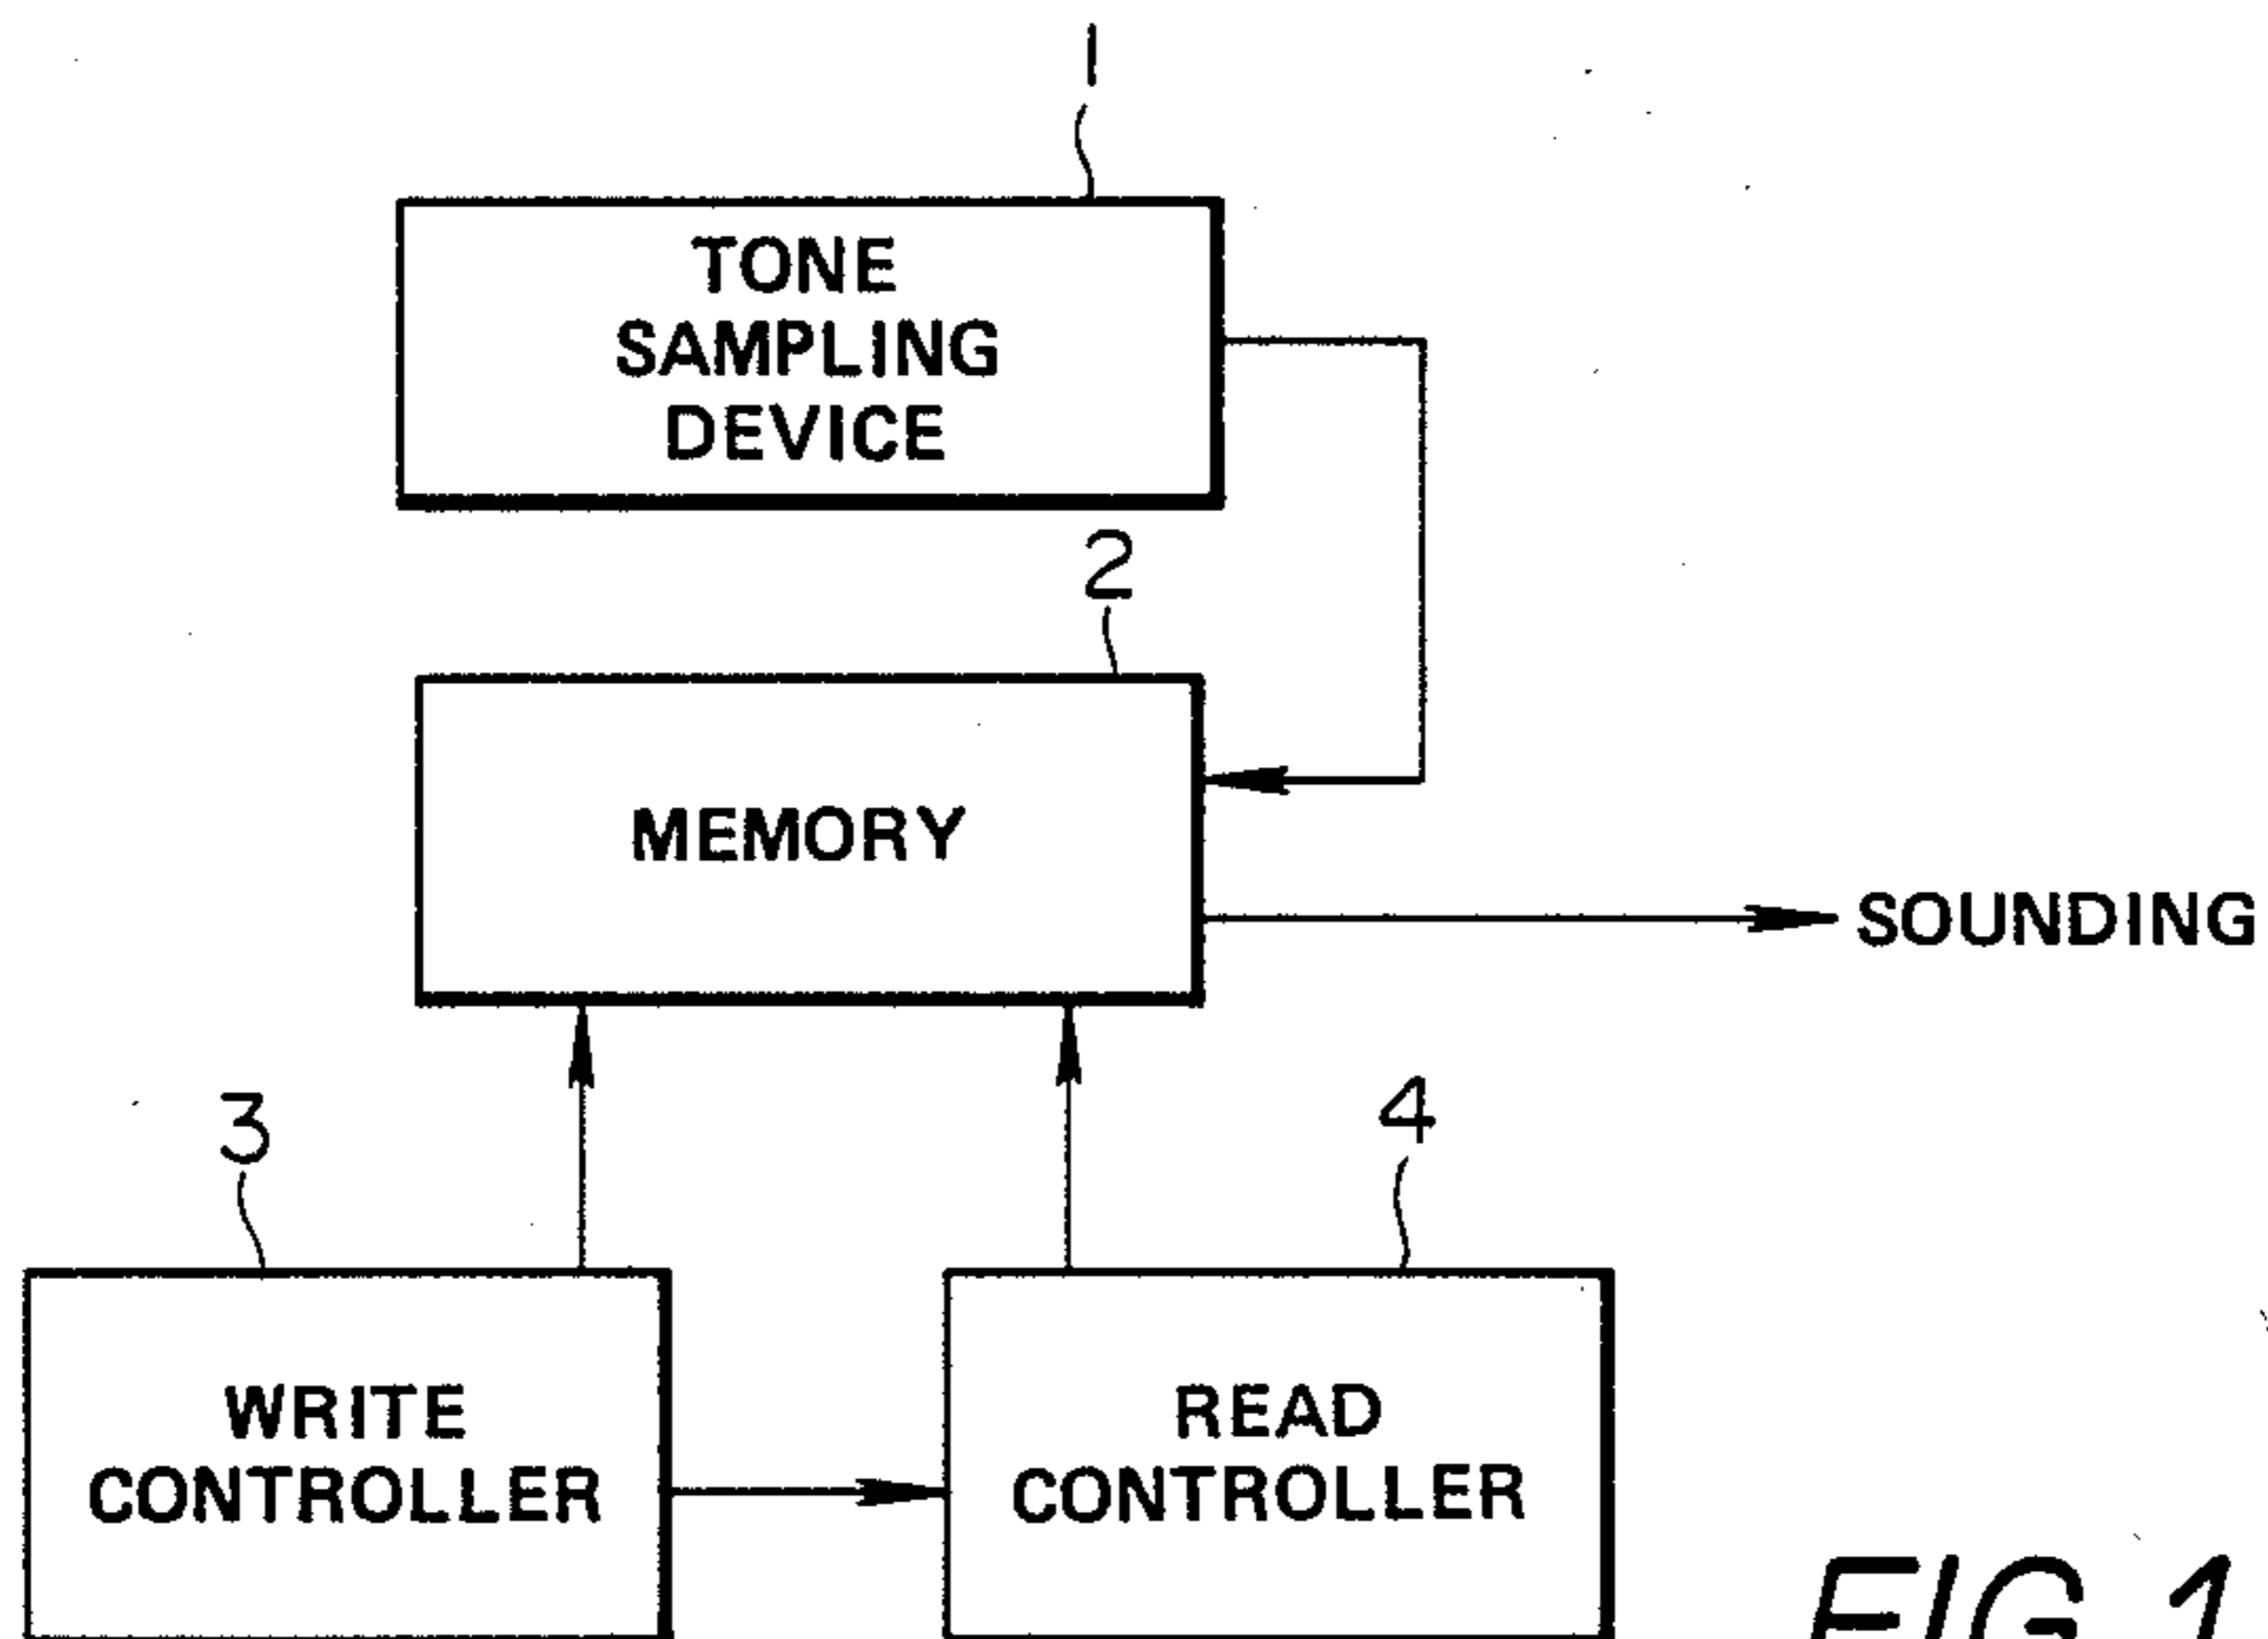 1
TONE
SAMPLING
DEVICE
2
MEMORY
SOUNDING
3
4
WRITE
CONTROLLER
READ
CONTROLLER
FIG.1